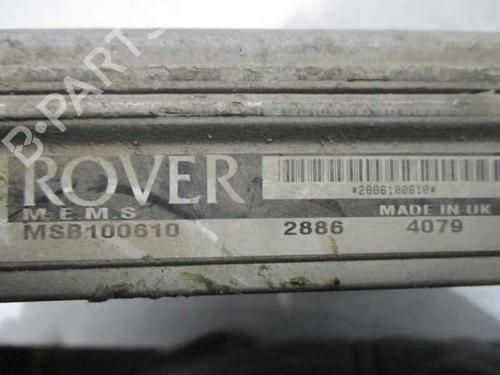 B-PARTS
ROVER
M.E.M.S
*2886100610*
MADE IN UK
MSB100610 2886 4079